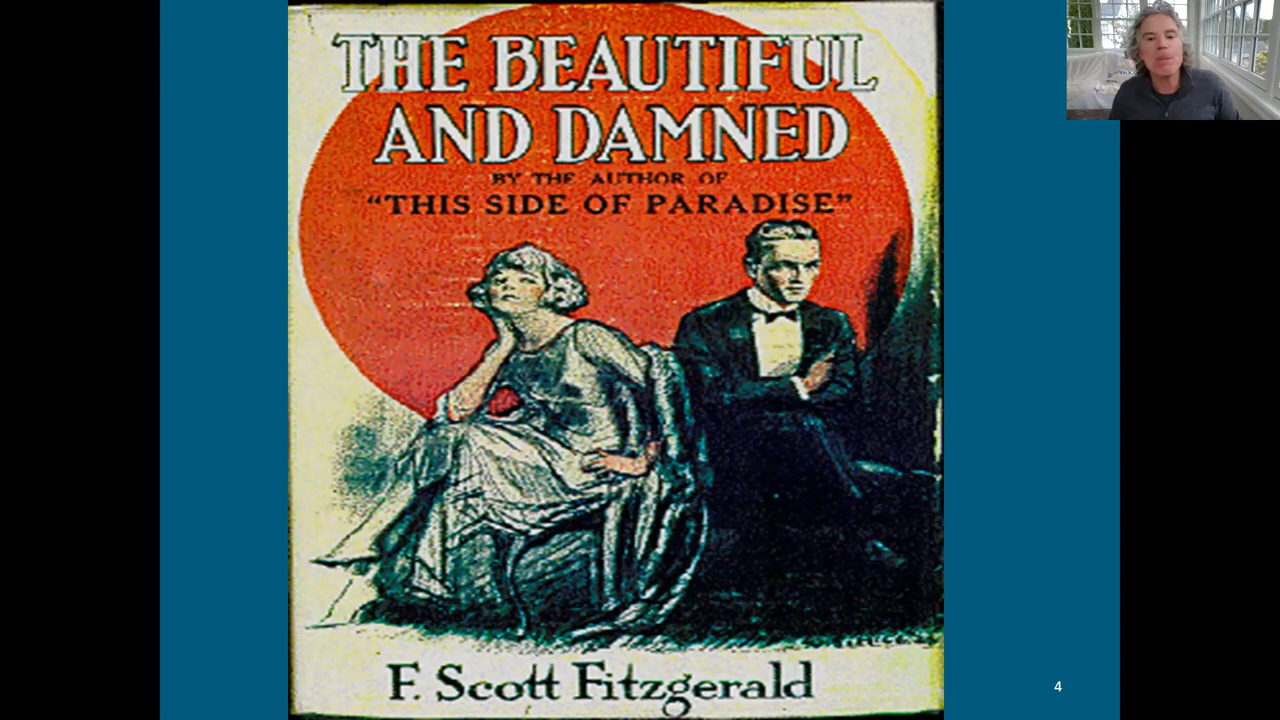 THE BEAUTIFUL
AND DAMNED
BY THE AUTHOR OF
“THIS SIDE OF PARADISE”
F. Scott Fitzgerald
4